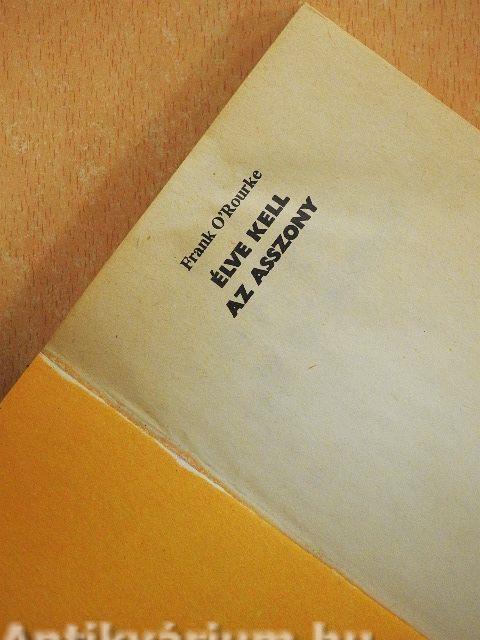 Frank O'Rourke
ÉLVE KELL
AZ ASSZONY
Antikvárium.hu